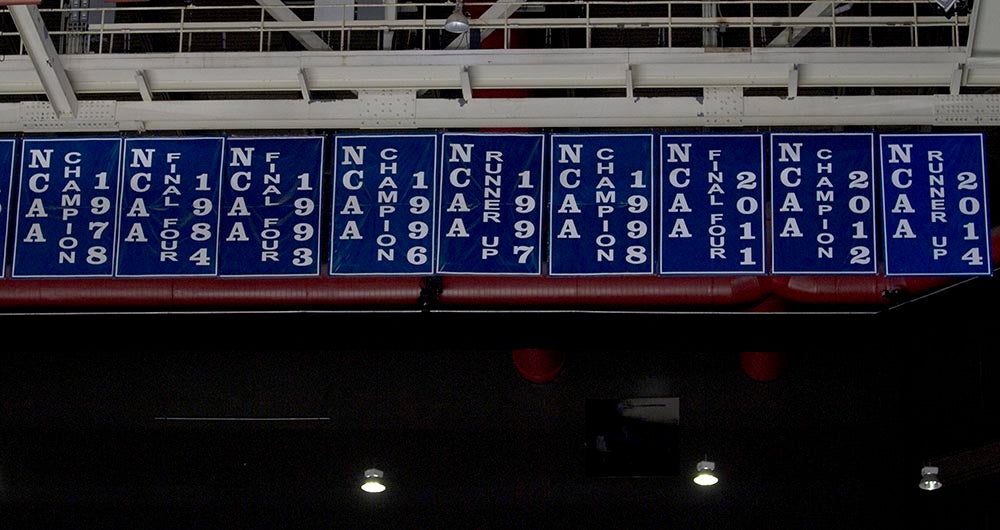 NCAA CHAMPION 1978
NCAA FINAL FOUR 1984
NCAA FINAL FOUR 1993
NCAA CHAMPION 1996
NCAA RUNNER UP 1997
NCAA CHAMPION 1998
NCAA FINAL FOUR 2011
NCAA CHAMPION 2012
NCAA RUNNER UP 2014